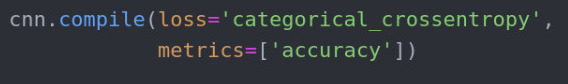 cnn.compile(loss='categorical_crossentropy',
            metrics=['accuracy'])